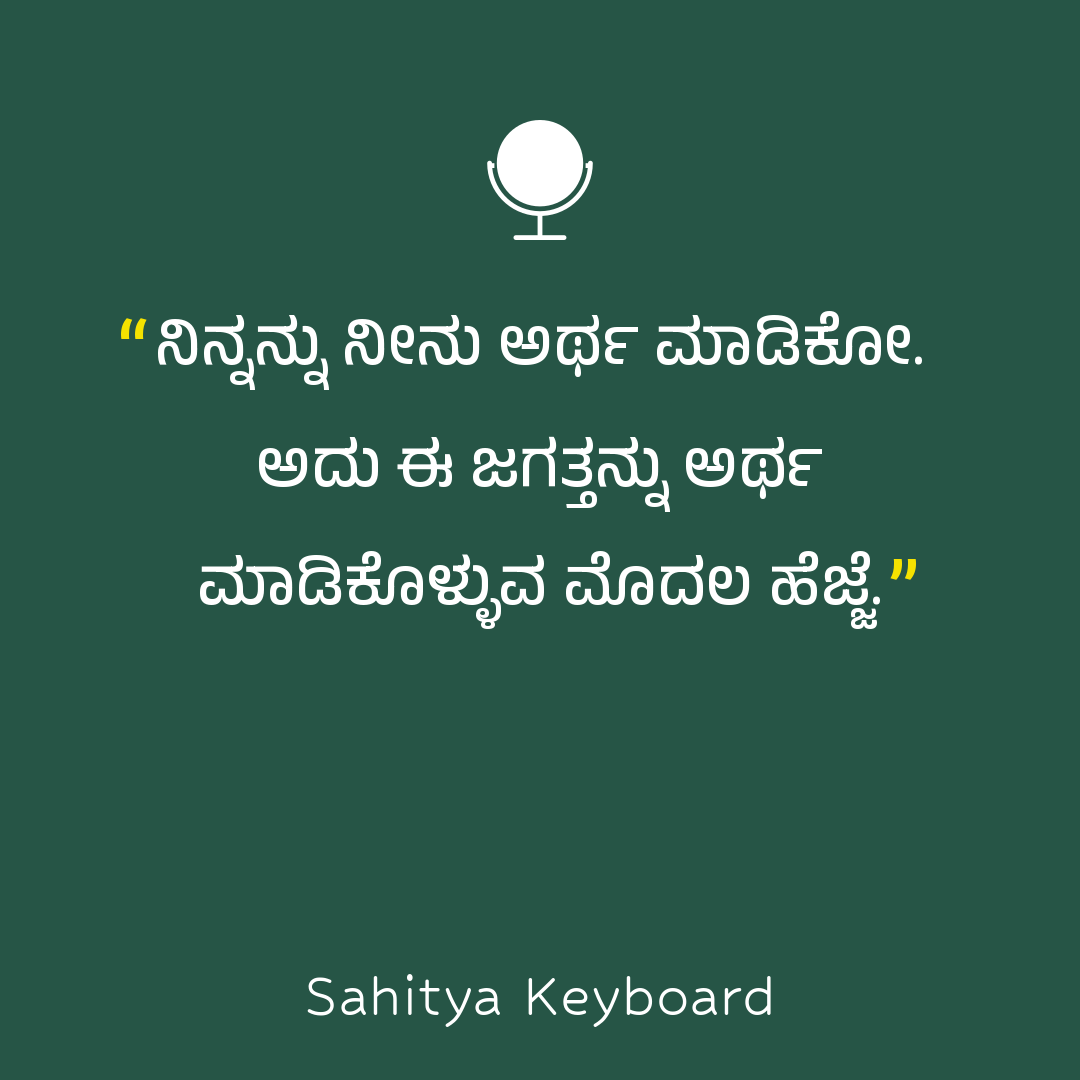 “ನಿನ್ನನ್ನು ನೀನು ಅರ್ಥ ಮಾಡಿಕೋ.
ಅದು ಈ ಜಗತ್ತನ್ನು ಅರ್ಥ
ಮಾಡಿಕೊಳ್ಳುವ ಮೊದಲ ಹೆಜ್ಜೆ.”
Sahitya Keyboard